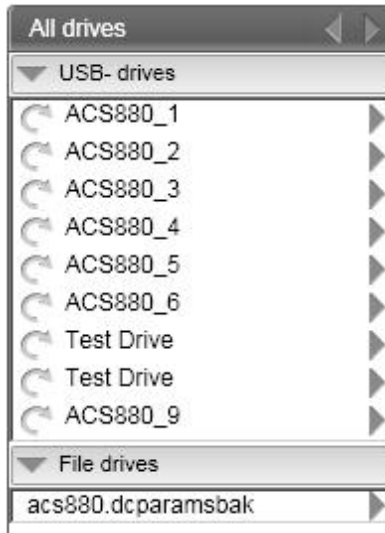 All drives
USB- drives
ACS880_1
ACS880_2
ACS880_3
ACS880_4
ACS880_5
ACS880_6
Test Drive
Test Drive
ACS880_9
File drives
acs880.dcparamsbak